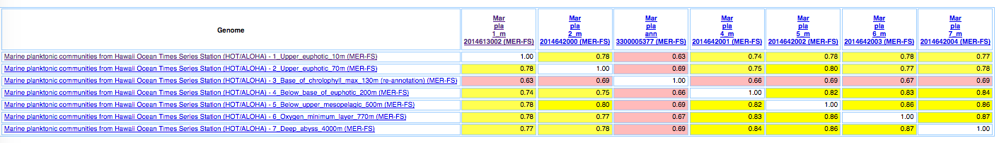 Genome
Mar
pla
1_m
2014613002 (MER-FS)
Mar
pla
2_m
2014642000 (MER-FS)
Mar
pla
ann
3300005377 (MER-FS)
Mar
pla
4_m
2014642001 (MER-FS)
Mar
pla
5_m
2014642002 (MER-FS)
Mar
pla
6_m
2014642003 (MER-FS)
Mar
pla
7_m
2014642004 (MER-FS)
Marine planktonic communities from Hawaii Ocean Times Series Station (HOT/ALOHA) - 1_Upper_euphotic_10m (MER-FS) 1.00 0.78 0.63 0.74 0.78 0.78 0.77
Marine planktonic communities from Hawaii Ocean Times Series Station (HOT/ALOHA) - 2_Upper_euphotic_70m (MER-FS) 0.78 1.00 0.69 0.75 0.80 0.77 0.78
Marine planktonic communities from Hawaii Ocean Times Series Station (HOT/ALOHA) - 3_Base_of_chrolophyll_max_130m (re-annotation) (MER-FS) 0.63 0.69 1.00 0.66 0.69 0.67 0.69
Marine planktonic communities from Hawaii Ocean Times Series Station (HOT/ALOHA) - 4_Below_base_of_euphotic_200m (MER-FS) 0.74 0.75 0.66 1.00 0.82 0.83 0.84
Marine planktonic communities from Hawaii Ocean Times Series Station (HOT/ALOHA) - 5_Below_upper_mesopelagic_500m (MER-FS) 0.78 0.80 0.69 0.82 1.00 0.86 0.86
Marine planktonic communities from Hawaii Ocean Times Series Station (HOT/ALOHA) - 6_Oxygen_minimum_layer_770m (MER-FS) 0.78 0.77 0.67 0.83 0.86 1.00 0.87
Marine planktonic communities from Hawaii Ocean Times Series Station (HOT/ALOHA) - 7_Deep_abyss_4000m (MER-FS) 0.77 0.78 0.69 0.84 0.86 0.87 1.00